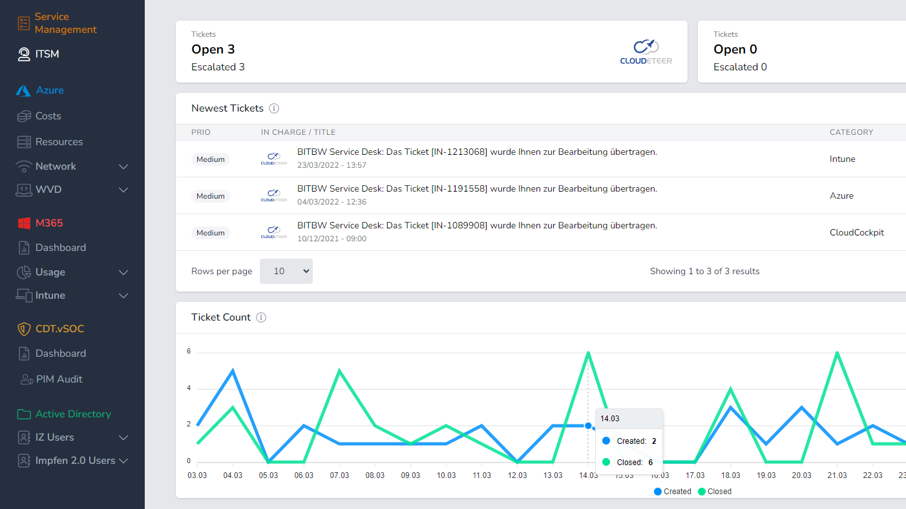 Service
Management
ITSM
Azure
Costs
Resources
Network
WVD
M365
Dashboard
Usage
Intune
CDT.vSOC
Dashboard
PIM Audit
Active Directory
IZ Users
Impfen 2.0 Users
Tickets
Open 3
Escalated 3
CLOUDETEER
Tickets
Open 0
Escalated 0
Newest Tickets
PRIO IN CHARGE / TITLE CATEGORY
Medium CLOUDETEER BITBW Service Desk: Das Ticket [IN-1213068] wurde Ihnen zur Bearbeitung übertragen. Intune
23/03/2022 - 13:57
Medium CLOUDETEER BITBW Service Desk: Das Ticket [IN-1191558] wurde Ihnen zur Bearbeitung übertragen. Azure
04/03/2022 - 12:36
Medium CLOUDETEER BITBW Service Desk: Das Ticket [IN-1089908] wurde Ihnen zur Bearbeitung übertragen. CloudCockpit
10/12/2021 - 09:00
Rows per page 10 Showing 1 to 3 of 3 results
Ticket Count
6
4
2
0
14.03
Created: 2
Closed: 6
03.03 04.03 05.03 06.03 07.03 08.03 09.03 10.03 11.03 12.03 13.03 14.03 17.03 18.03 19.03 20.03 21.03 22.03
Created Closed